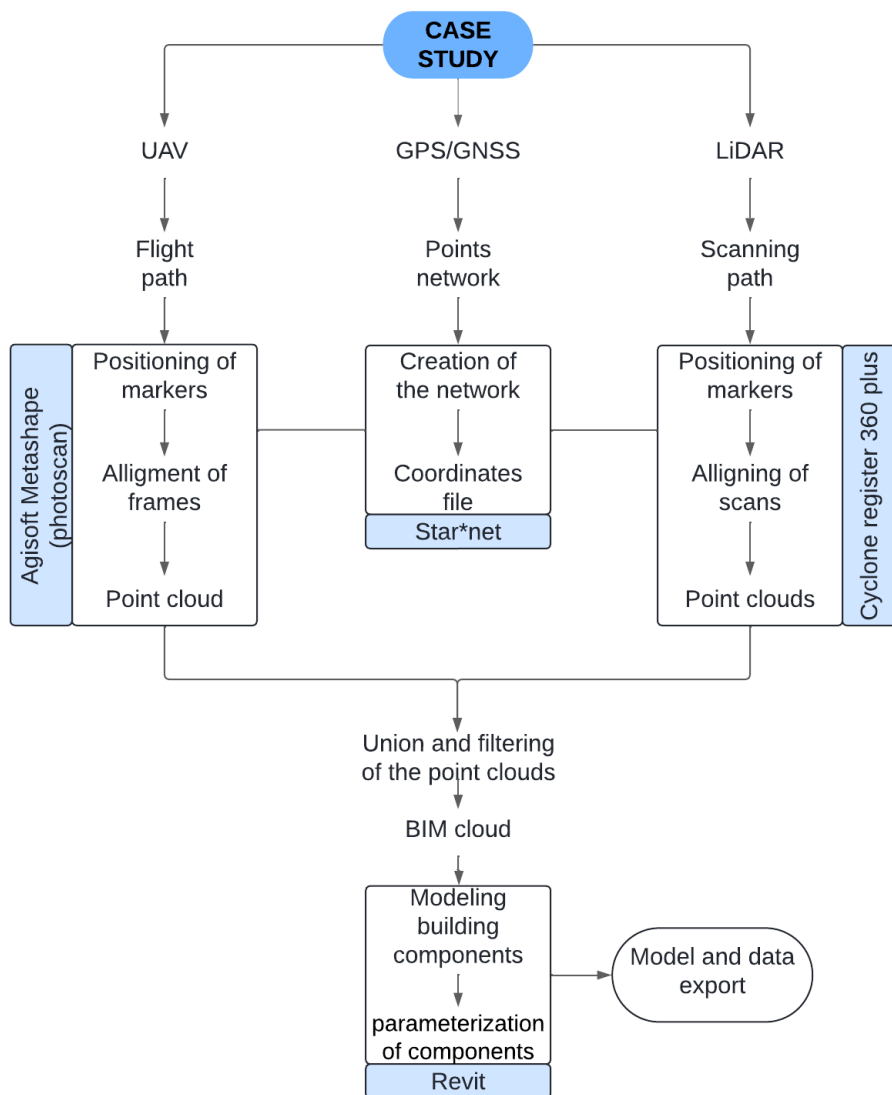 CASE
STUDY
UAV
GPS/GNSS
LiDAR
Flight
path
Points
network
Scanning
path
Agisoft Metashape
(photoscan)
Positioning of
markers
Alligment of
frames
Point cloud
Creation of
the network
Coordinates
file
Star*net
Positioning of
markers
Alligning of
scans
Point clouds
Cyclone register 360 plus
Union and filtering
of the point clouds
BIM cloud
Modeling
building
components
parameterization
of components
Revit
Model and data
export